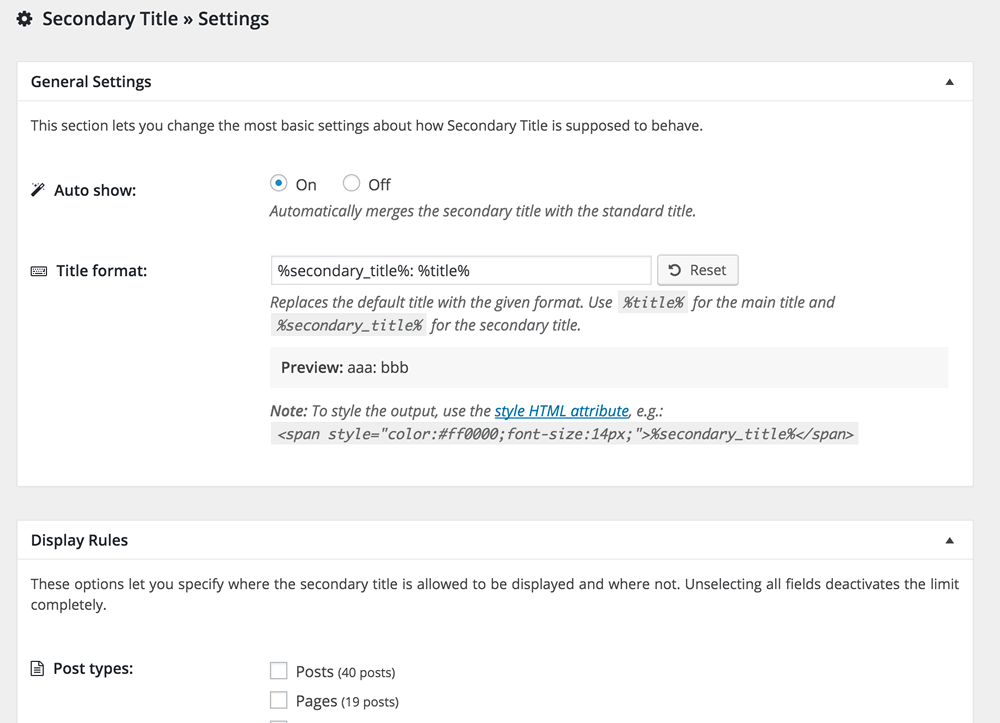 Secondary Title » Settings
General Settings
This section lets you change the most basic settings about how Secondary Title is supposed to behave.
Auto show:
On
Off
Automatically merges the secondary title with the standard title.
Title format:
%secondary_title%: %title%
Reset
Replaces the default title with the given format. Use %title% for the main title and
%secondary_title% for the secondary title.
Preview: aaa: bbb
Note: To style the output, use the style HTML attribute, e.g.:
<span style="color:#ff0000;font-size:14px;">%secondary_title%</span>
Display Rules
These options let you specify where the secondary title is allowed to be displayed and where not. Unselecting all fields deactivates the limit
completely.
Post types:
Posts (40 posts)
Pages (19 posts)